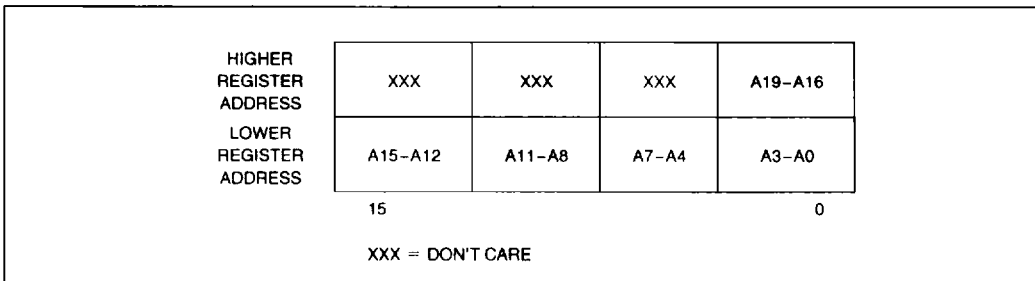 HIGHER
REGISTER
ADDRESS
XXX XXX XXX A19-A16
LOWER
REGISTER
ADDRESS
A15-A12 A11-A8 A7-A4 A3-A0
15 0
XXX = DON'T CARE